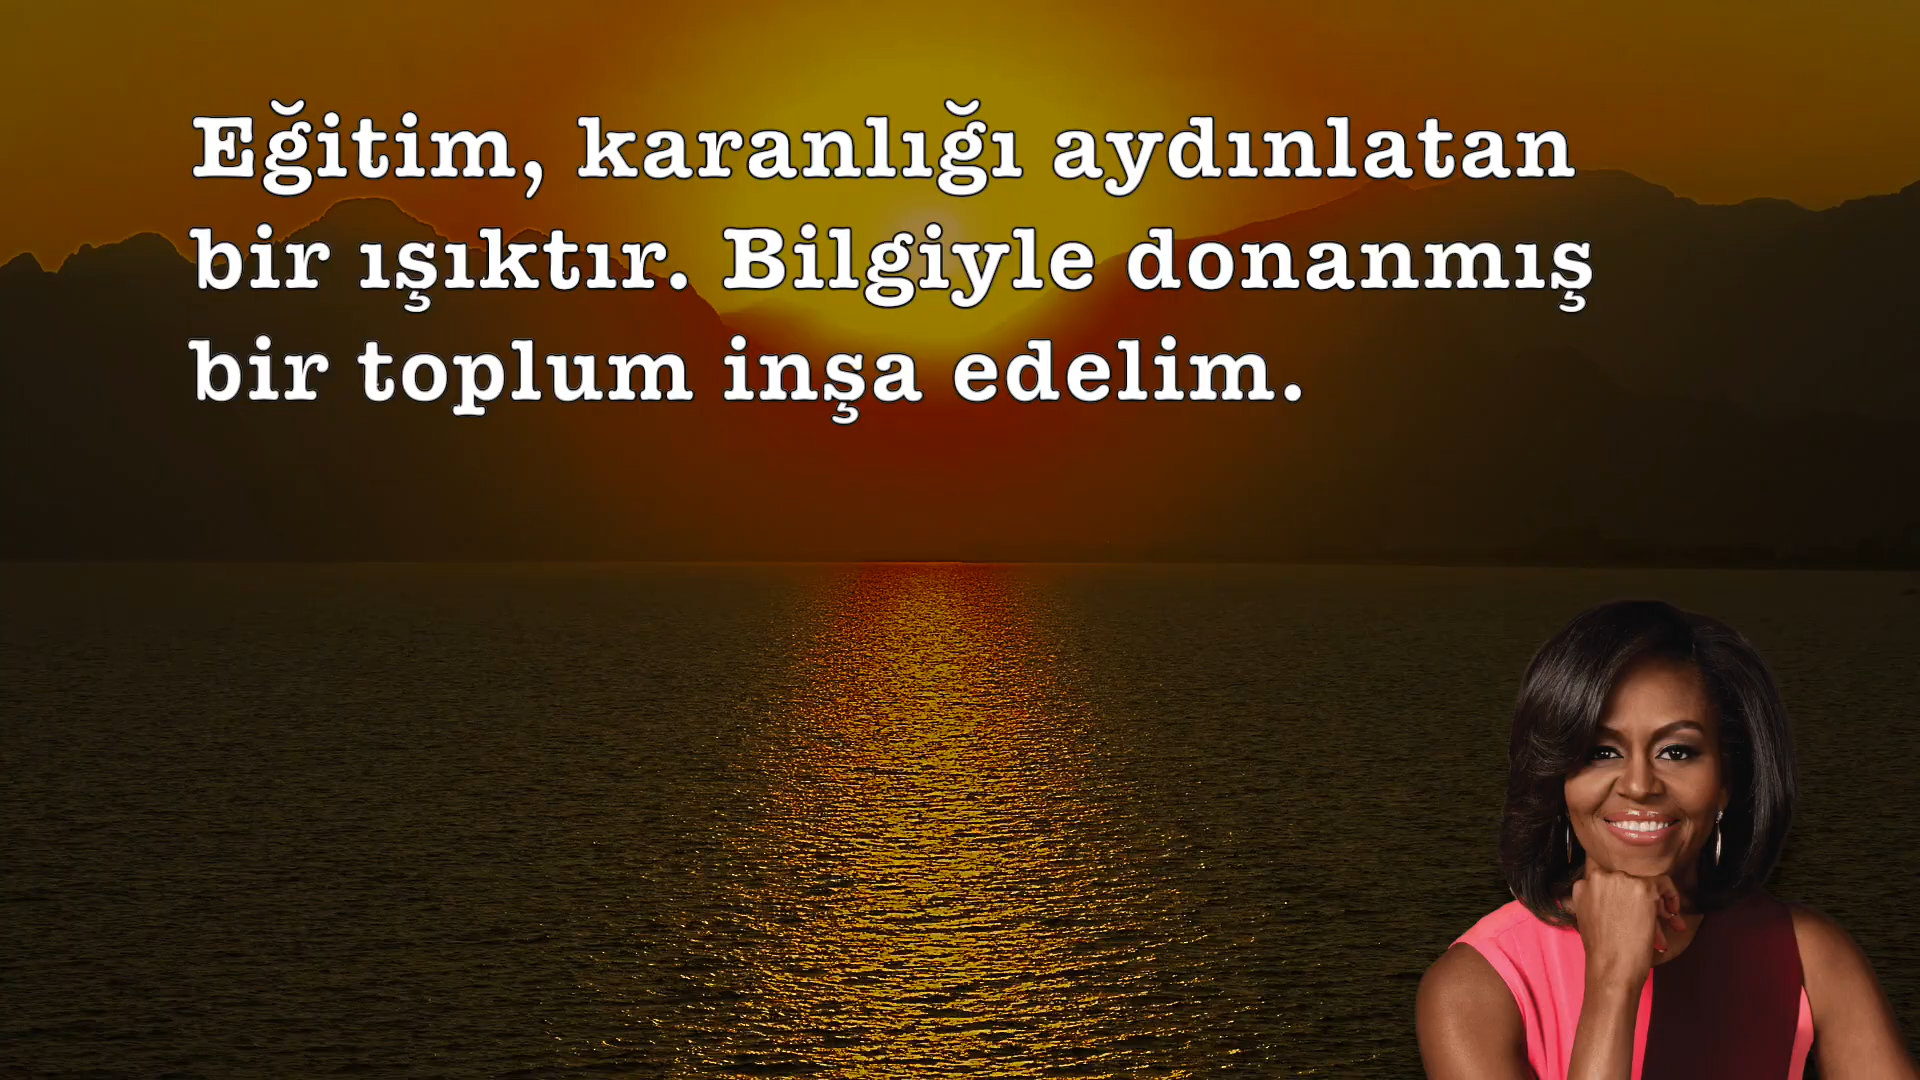 Eğitim, karanlığı aydınlatan
bir ışıktır. Bilgiyle donanmış
bir toplum inşa edelim.